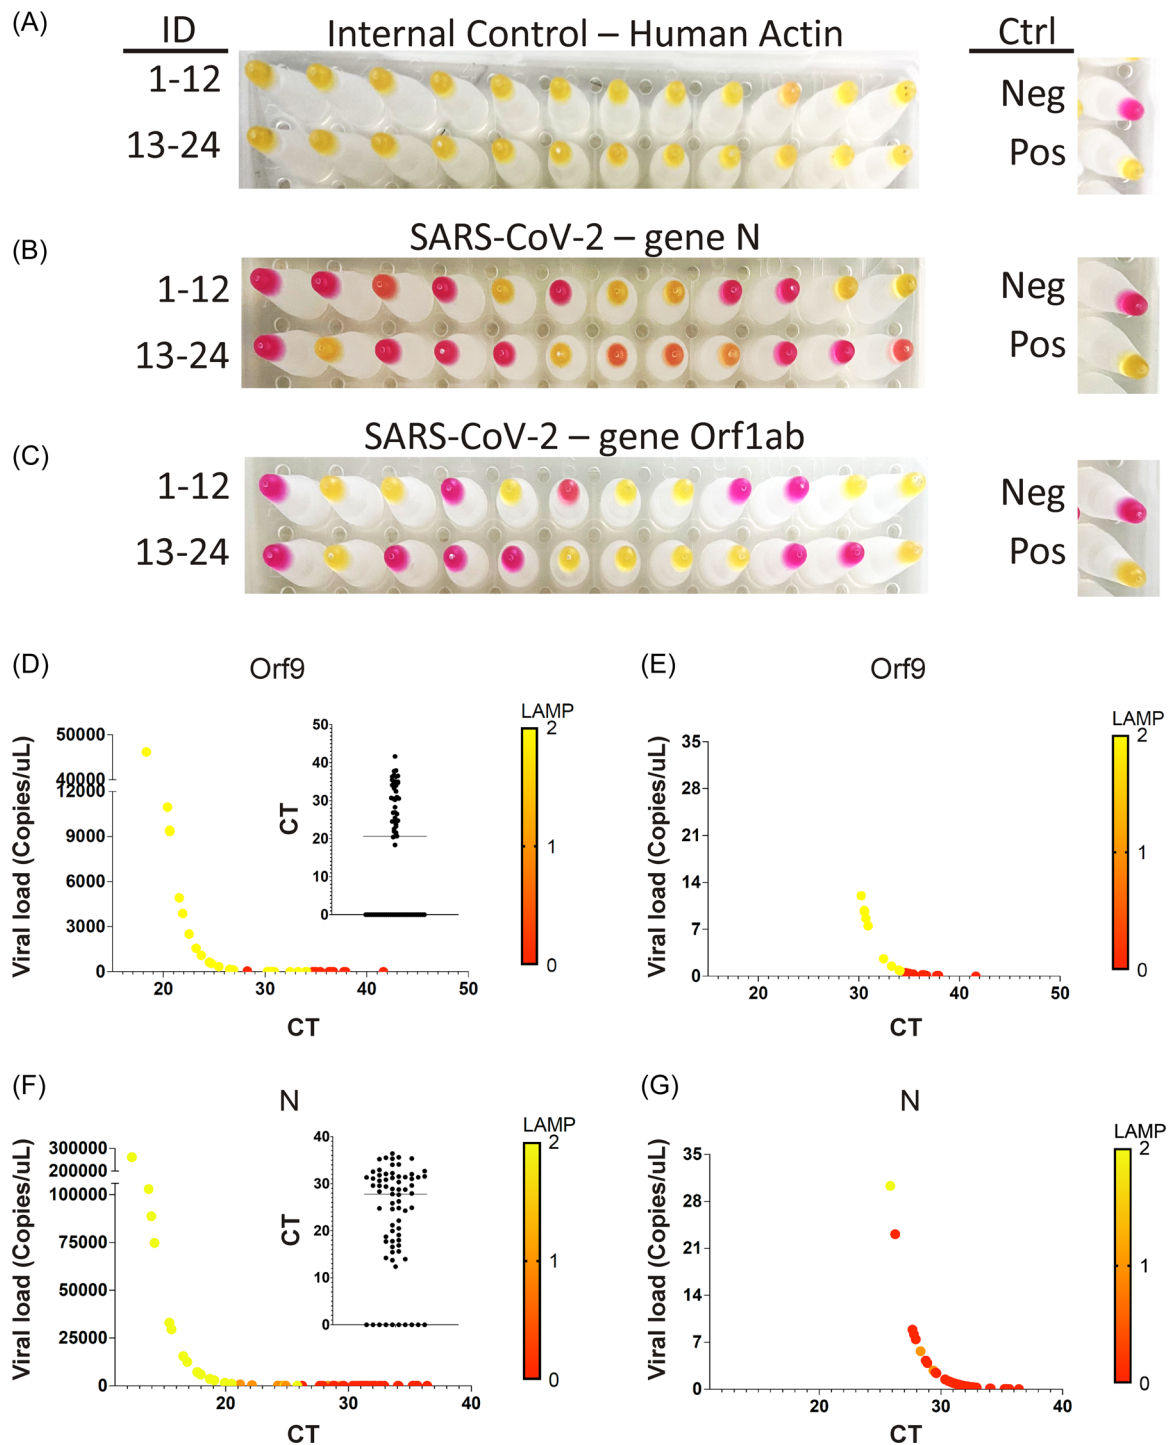 (A)
ID
Internal Control – Human Actin
Ctrl
1-12
Neg
13-24
Pos
(B)
SARS-CoV-2 – gene N
1-12
Neg
13-24
Pos
(C)
SARS-CoV-2 – gene Orf1ab
1-12
Neg
13-24
Pos
(D)
Orf9
Viral load (Copies/uL)
50000
40000
12000
9000
6000
3000
0
20
30
40
50
CT
CT
50
40
30
20
10
0
LAMP
2
1
0
(E)
Orf9
Viral load (Copies/uL)
35
28
21
14
7
0
20
30
40
50
CT
LAMP
2
1
0
(F)
N
Viral load (Copies/uL)
300000
200000
100000
75000
50000
25000
0
20
30
40
CT
CT
40
30
20
10
0
LAMP
2
1
0
(G)
N
Viral load (Copies/uL)
35
28
21
14
7
0
20
30
40
CT
LAMP
2
1
0